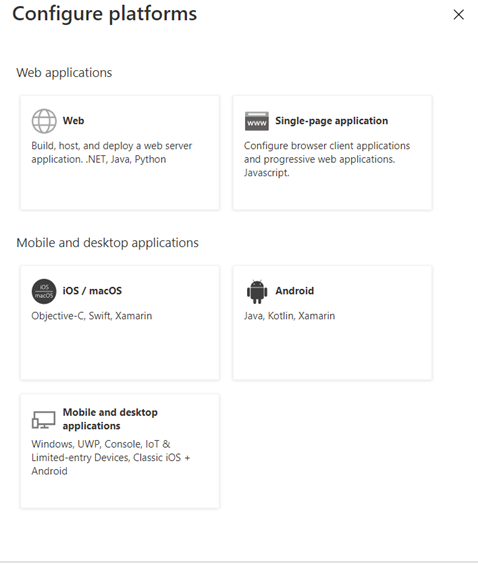 Configure platforms
Web applications
Web
Build, host, and deploy a web server
application. .NET, Java, Python
www
Single-page application
Configure browser client applications
and progressive web applications.
Javascript.
Mobile and desktop applications
iOS
macOS
iOS / macOS
Objective-C, Swift, Xamarin
Android
Java, Kotlin, Xamarin
Mobile and desktop
applications
Windows, UWP, Console, IoT &
Limited-entry Devices, Classic iOS +
Android